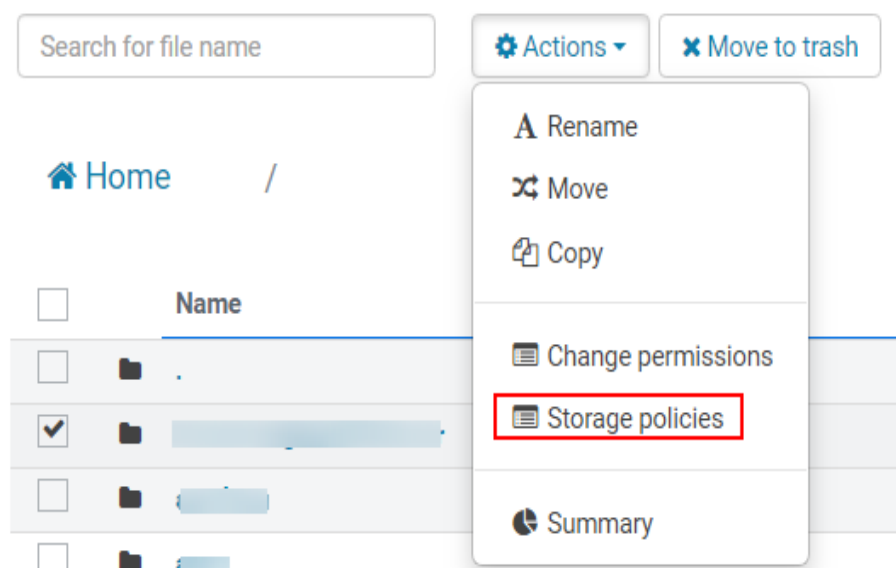 Search for file name
Actions
Move to trash
Rename
Home /
Move
Copy
Name
Change permissions
.
Storage policies
Summary